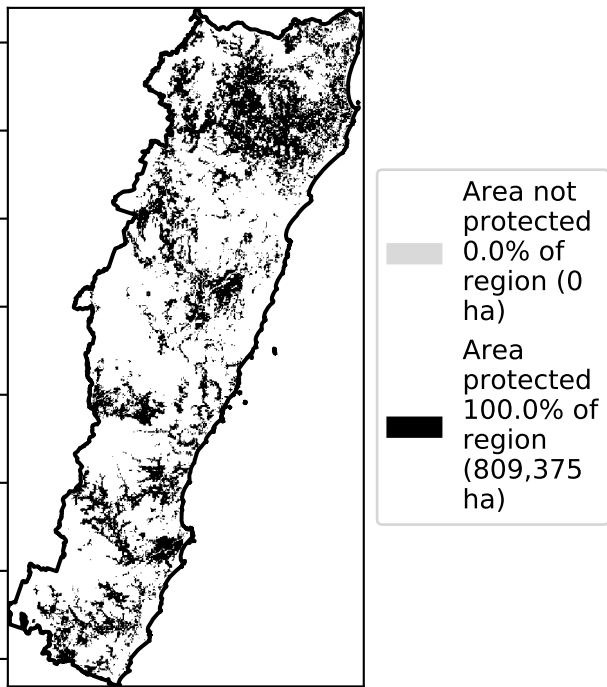 Area not
protected
0.0% of
region (0
ha)
Area
protected
100.0% of
region
(809,375
ha)